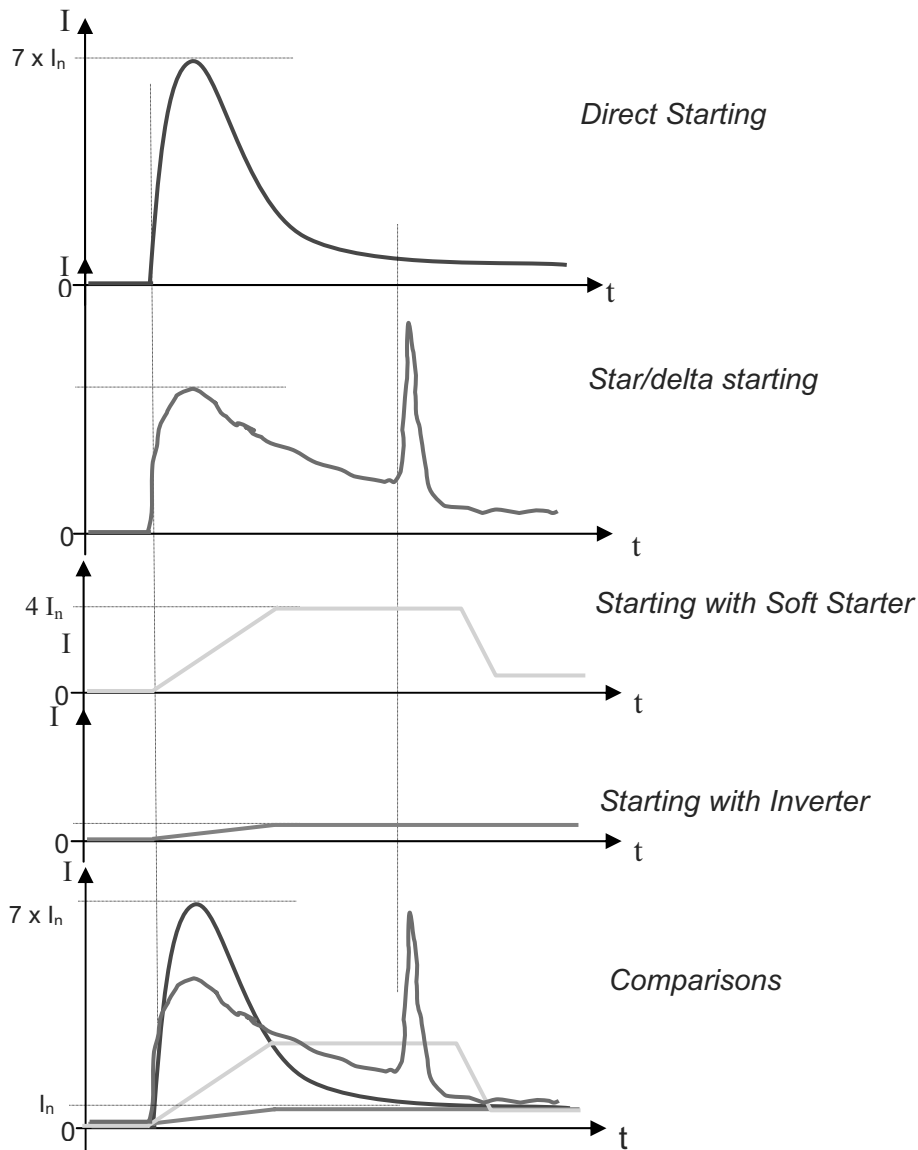 I
7 x Iₙ
Direct Starting
I
0
t
Star/delta starting
0
t
4 Iₙ
Starting with Soft Starter
I
0
t
I
Starting with Inverter
0
t
I
7 x Iₙ
Comparisons
Iₙ
0
t